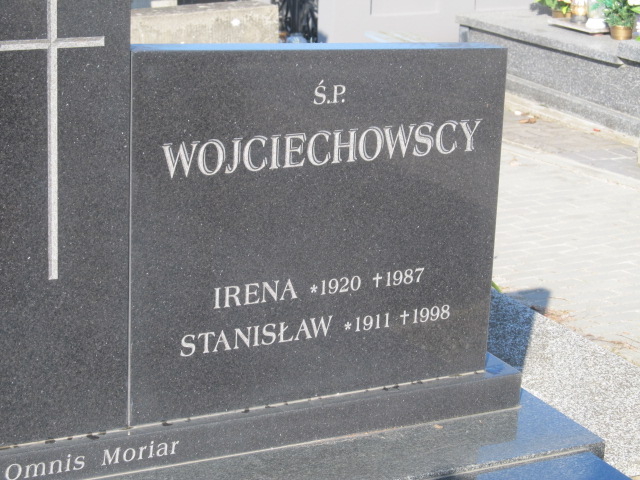 Ś.P.
WOJCIECHOWSCY
IRENA *1920 †1987
STANISŁAW *1911 †1998
Omnis Moriar